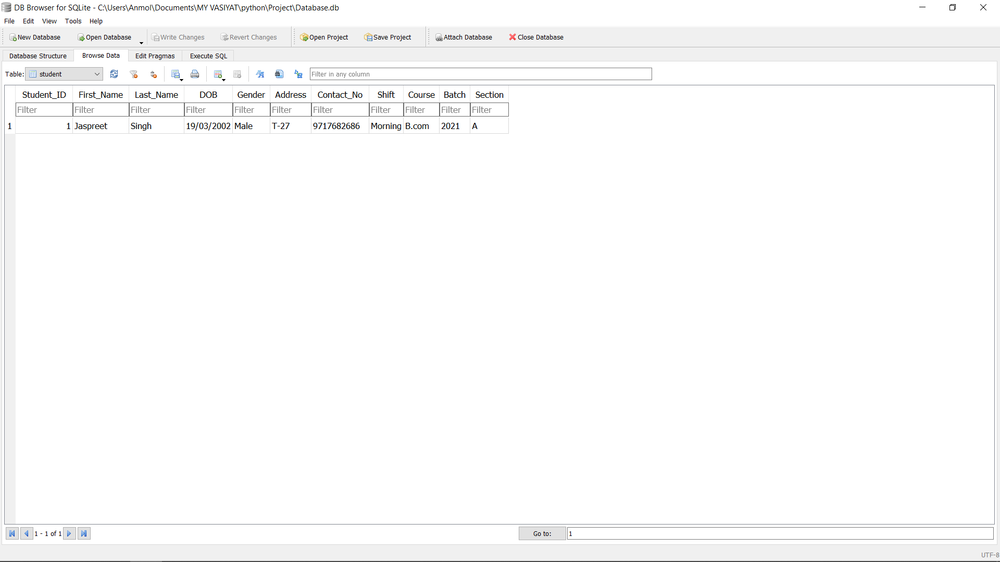 DB Browser for SQLite - C:\Users\Anmol\Documents\MY VASIYAT\python\Project\Database.db
File Edit View Tools Help
New Database Open Database Write Changes Revert Changes Open Project Save Project Attach Database Close Database
Database Structure Browse Data Edit Pragmas Execute SQL
Table: student Filter in any column
Student_ID First_Name Last_Name DOB Gender Address Contact_No Shift Course Batch Section
Filter Filter Filter Filter Filter Filter Filter Filter Filter Filter Filter
1 1 Jaspreet Singh 19/03/2002 Male T-27 9717682686 Morning B.com 2021 A
1 - 1 of 1 Go to: 1
UTF-8